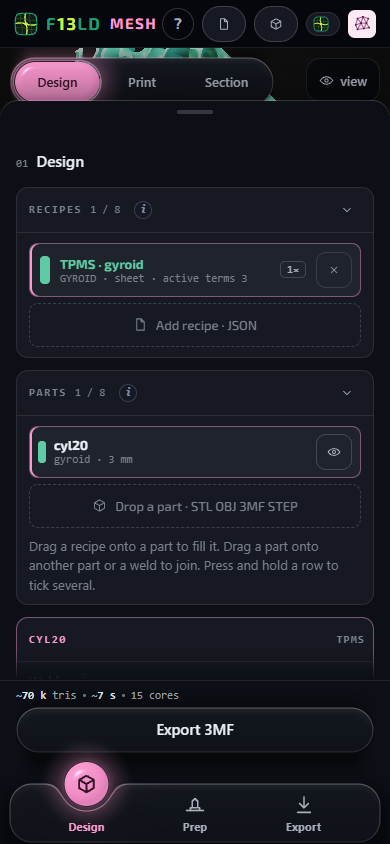 F13LD MESH ?
Design Print Section view
01 Design
RECIPES 1 / 8 i
TPMS · gyroid
GYROID · sheet · active terms 3
1×
Add recipe · JSON
PARTS 1 / 8 i
cyl20
gyroid · 3 mm
Drop a part · STL OBJ 3MF STEP
Drag a recipe onto a part to fill it. Drag a part onto
another part or a weld to join. Press and hold a row to
tick several.
CYL20 TPMS
~70 k tris • ~7 s • 15 cores
Export 3MF
Design Prep Export